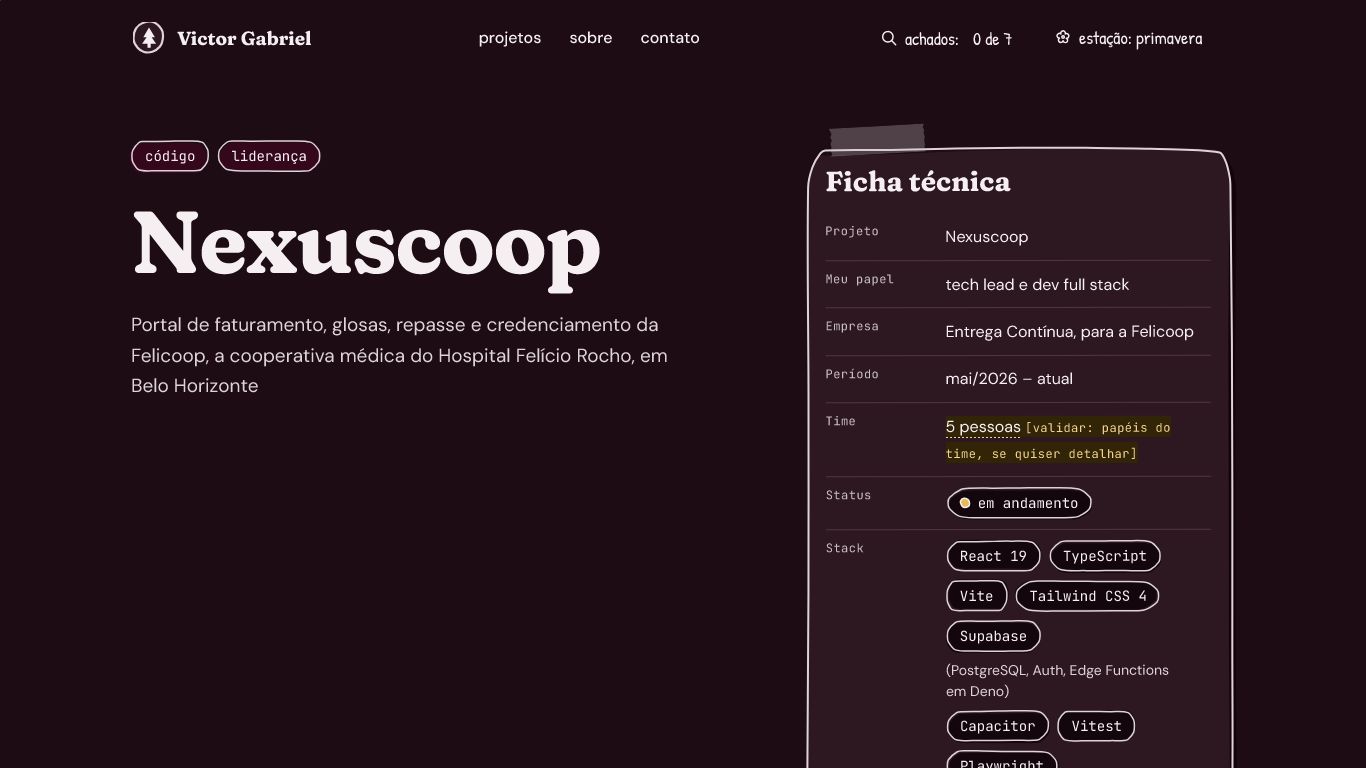 Victor Gabriel
projetos sobre contato
achados: 0 de 7
estação: primavera
código liderança
Nexuscoop
Portal de faturamento, glosas, repasse e credenciamento da
Felicoop, a cooperativa médica do Hospital Felício Rocho, em
Belo Horizonte
Ficha técnica
Projeto Nexuscoop
Meu papel tech lead e dev full stack
Empresa Entrega Contínua, para a Felicoop
Período mai/2026 – atual
Time 5 pessoas [validar: papéis do
time, se quiser detalhar]
Status em andamento
Stack React 19 TypeScript
Vite Tailwind CSS 4
Supabase
(PostgreSQL, Auth, Edge Functions
em Deno)
Capacitor Vitest
Playwright